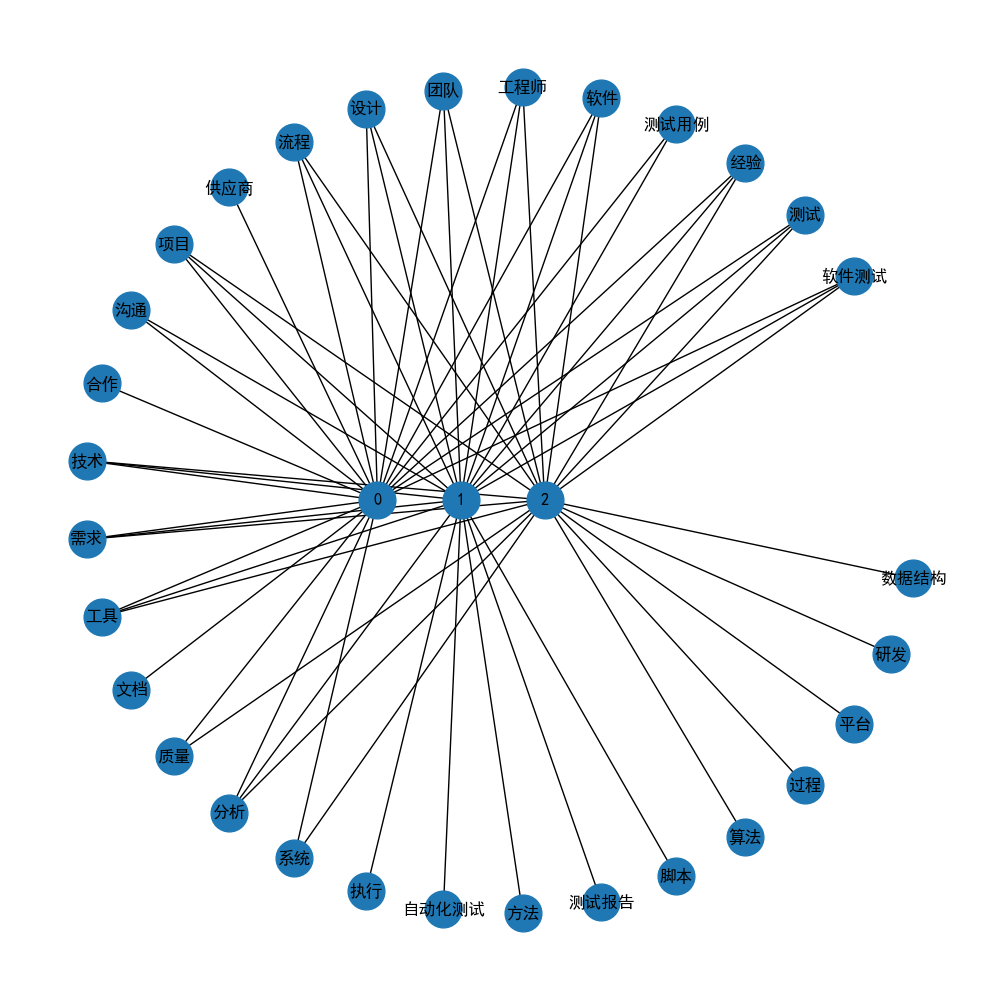 工程师
团队
软件
设计
测试用例
流程
经验
供应商
测试
项目
软件测试
沟通
合作
技术
0
1
2
需求
数据结构
工具
研发
文档
平台
质量
过程
分析
算法
系统
脚本
执行
测试报告
自动化测试
方法